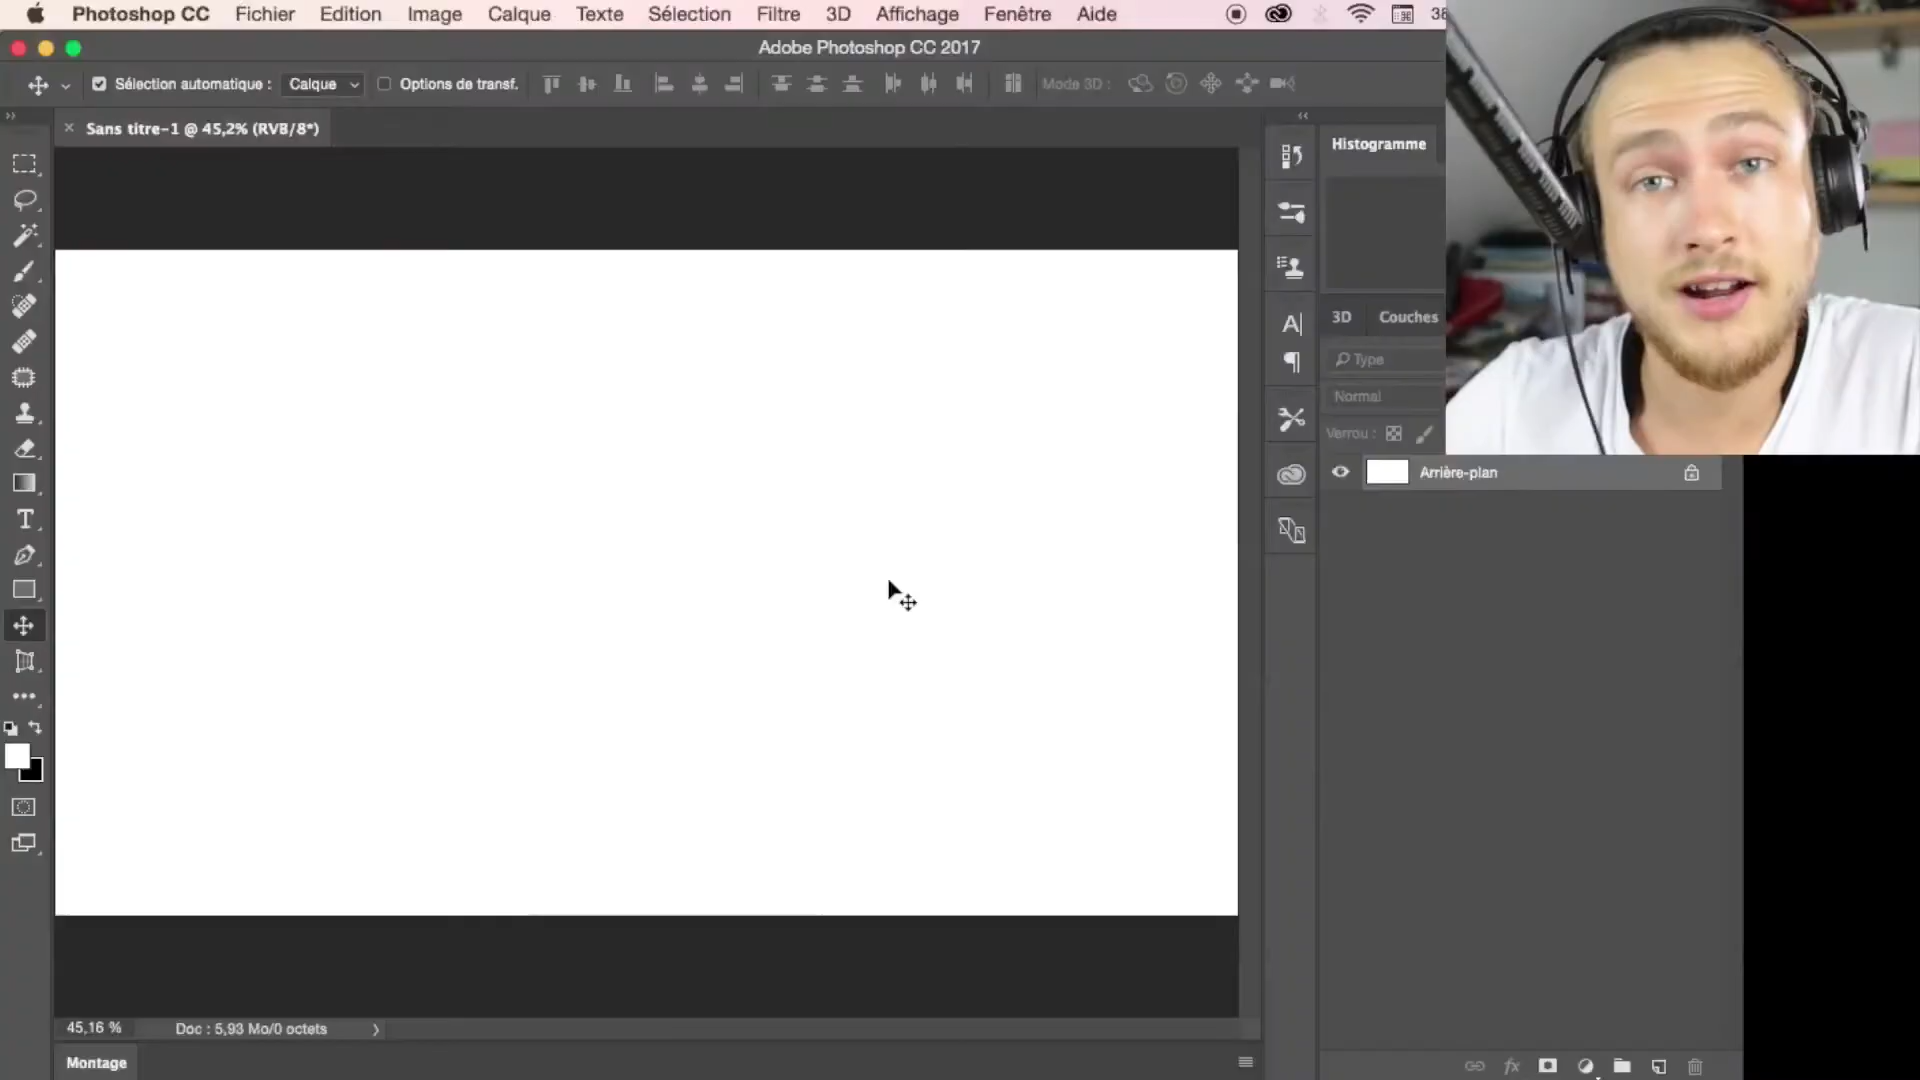 Photoshop CC Fichier Edition Image Calque Texte Sélection Filtre 3D Affichage Fenêtre Aide 38
Adobe Photoshop CC 2017
Sélection automatique : Calque Options de transf. Mode 3D :
× Sans titre-1 @ 45,2% (RVB/8*)
Histogramme
3D Couches
Type
Normal
Verrou :
Arrière-plan
45,16 % Doc : 5,93 Mo/0 octets
Montage